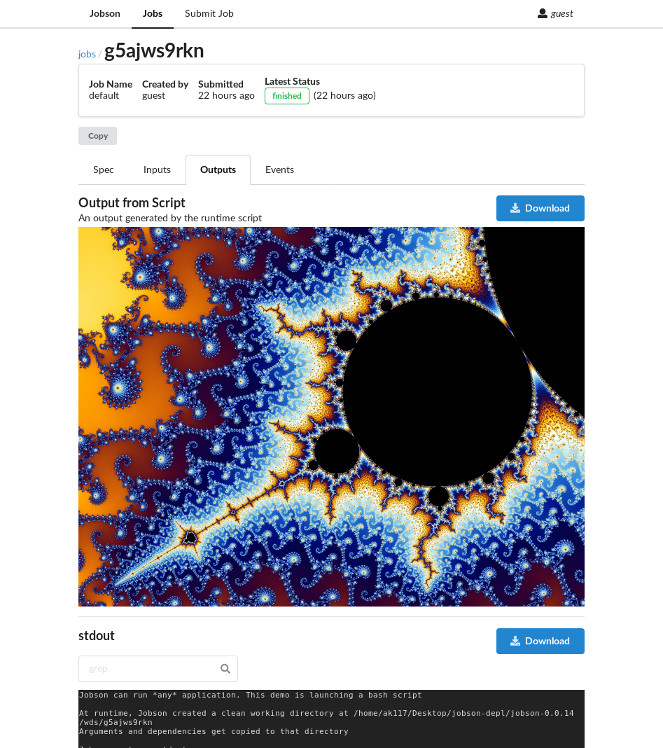 Jobson Jobs Submit Job guest
jobs / g5ajws9rkn
Job Name Created by Submitted Latest Status
default guest 22 hours ago finished (22 hours ago)
Copy
Spec Inputs Outputs Events
Output from Script
An output generated by the runtime script
Download
stdout
Download
grep
Jobson can run *any* application. This demo is launching a bash script
At runtime, Jobson created a clean working directory at /home/ak117/Desktop/jobson-depl/jobson-0.0.14
/wds/g5ajws9rkn
Arguments and dependencies get copied to that directory